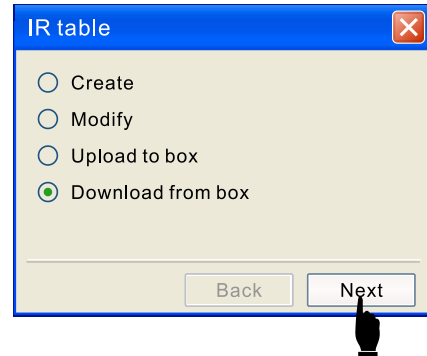 IR table
Create
Modify
Upload to box
Download from box
Back Next